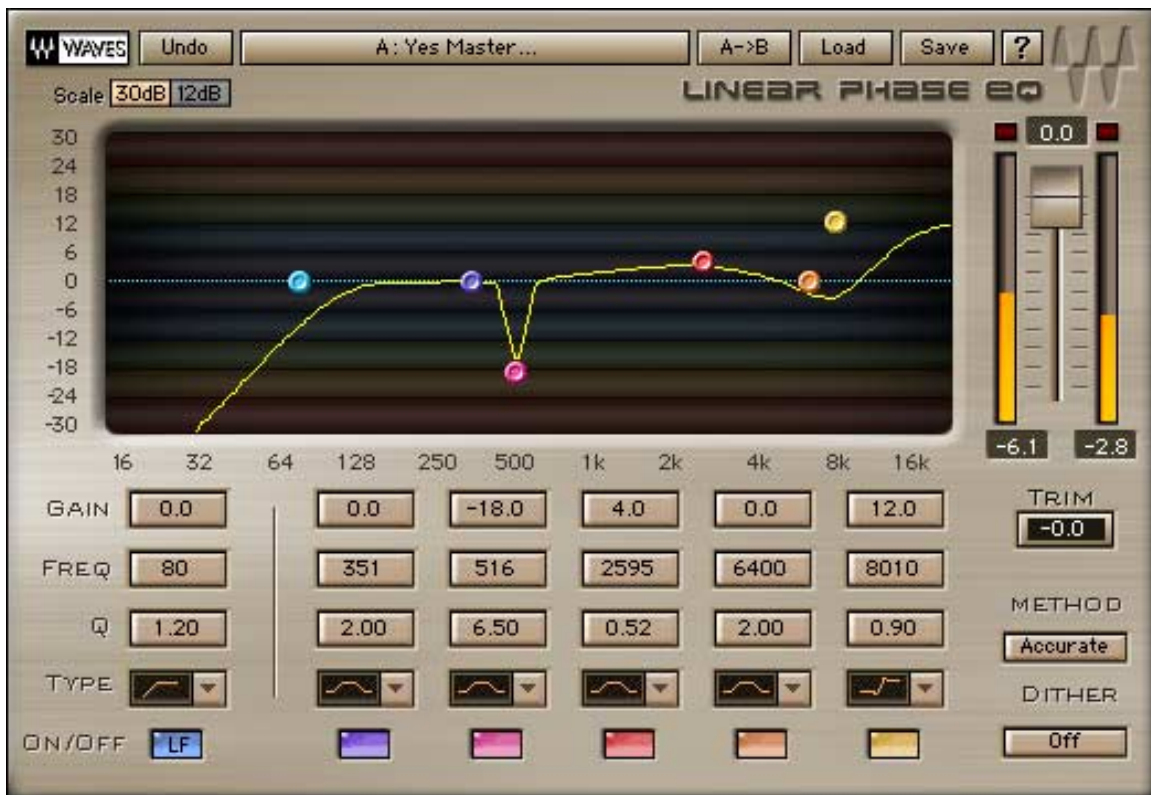 WAVES Undo A: Yes Master... A->B Load Save ?
Scale 30dB 12dB LINEAR PHASE EQ
0.0
30
24
18
12
6
0
-6
-12
-18
-24
-30
-6.1 -2.8
16 32 64 128 250 500 1k 2k 4k 8k 16k
GAIN 0.0 0.0 -18.0 4.0 0.0 12.0
TRIM
-0.0
FREQ 80 351 516 2595 6400 8010
Q 1.20 2.00 6.50 0.52 2.00 0.90
METHOD
Accurate
TYPE
DITHER
ON/OFF LF
Off